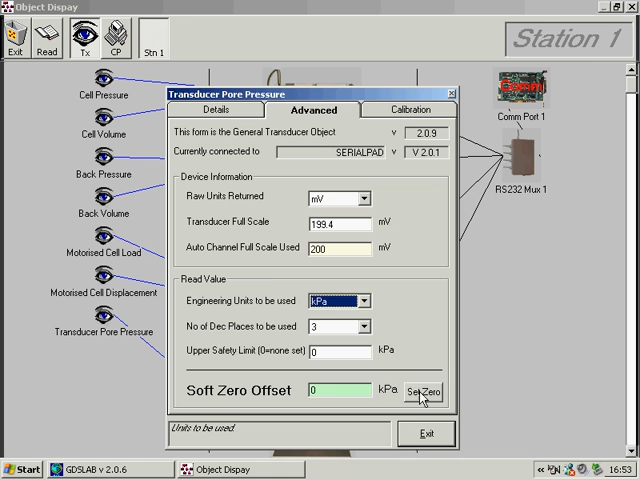 Object Dispay
Exit
Read
Tx
CP
Stn 1
Station 1
Cell Pressure
Cell Volume
Back Pressure
Back Volume
Motorised Cell Load
Motorised Cell Displacement
Transducer Pore Pressure
Comm
Comm Port 1
RS232 Mux 1
Transducer Pore Pressure
Details
Advanced
Calibration
This form is the General Transducer Object v 2.0.9
Currently connected to SERIALPAD v V 2.0.1
Device Information
Raw Units Returned mV
Transducer Full Scale 199.4 mV
Auto Channel Full Scale Used 200 mV
Read Value
Engineering Units to be used kPa
No of Dec Places to be used 3
Upper Safety Limit (0=none set) 0 kPa
Soft Zero Offset 0 kPa Set Zero
Units to be used.
Exit
Start
GDSLAB v 2.0.6
Object Dispay
16:53